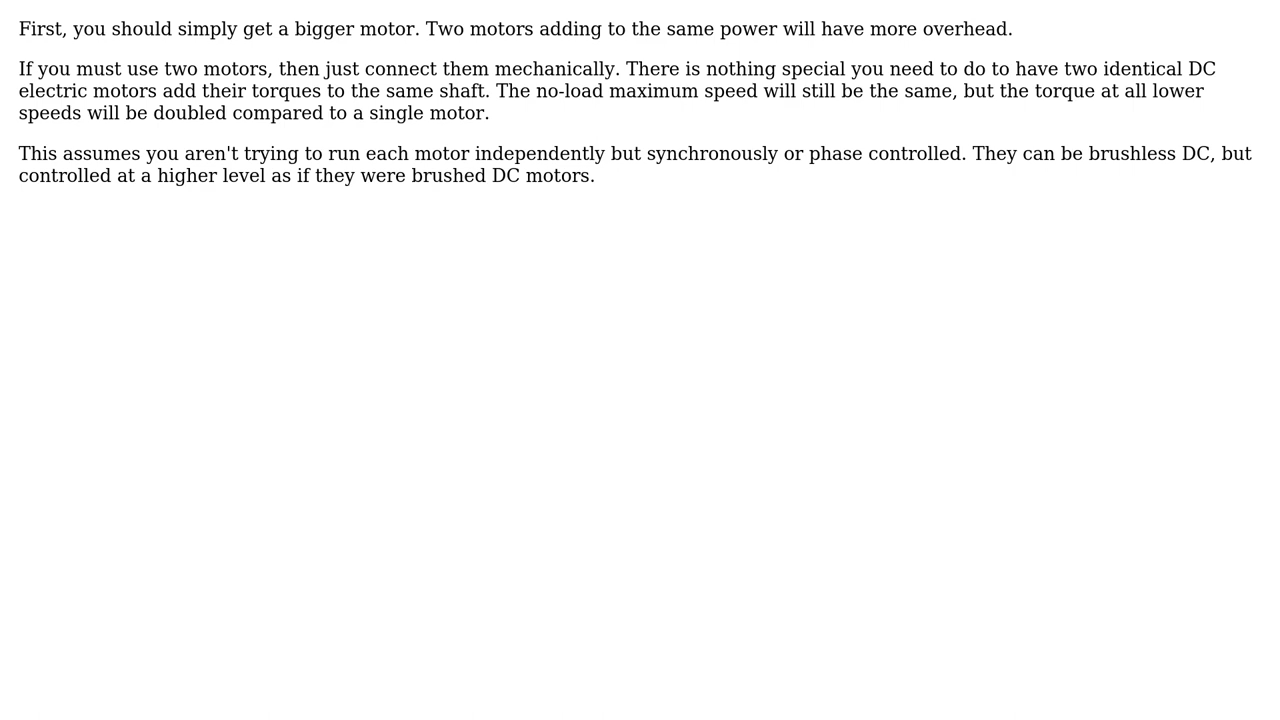 First, you should simply get a bigger motor. Two motors adding to the same power will have more overhead.
If you must use two motors, then just connect them mechanically. There is nothing special you need to do to have two identical DC
electric motors add their torques to the same shaft. The no-load maximum speed will still be the same, but the torque at all lower
speeds will be doubled compared to a single motor.
This assumes you aren't trying to run each motor independently but synchronously or phase controlled. They can be brushless DC, but
controlled at a higher level as if they were brushed DC motors.